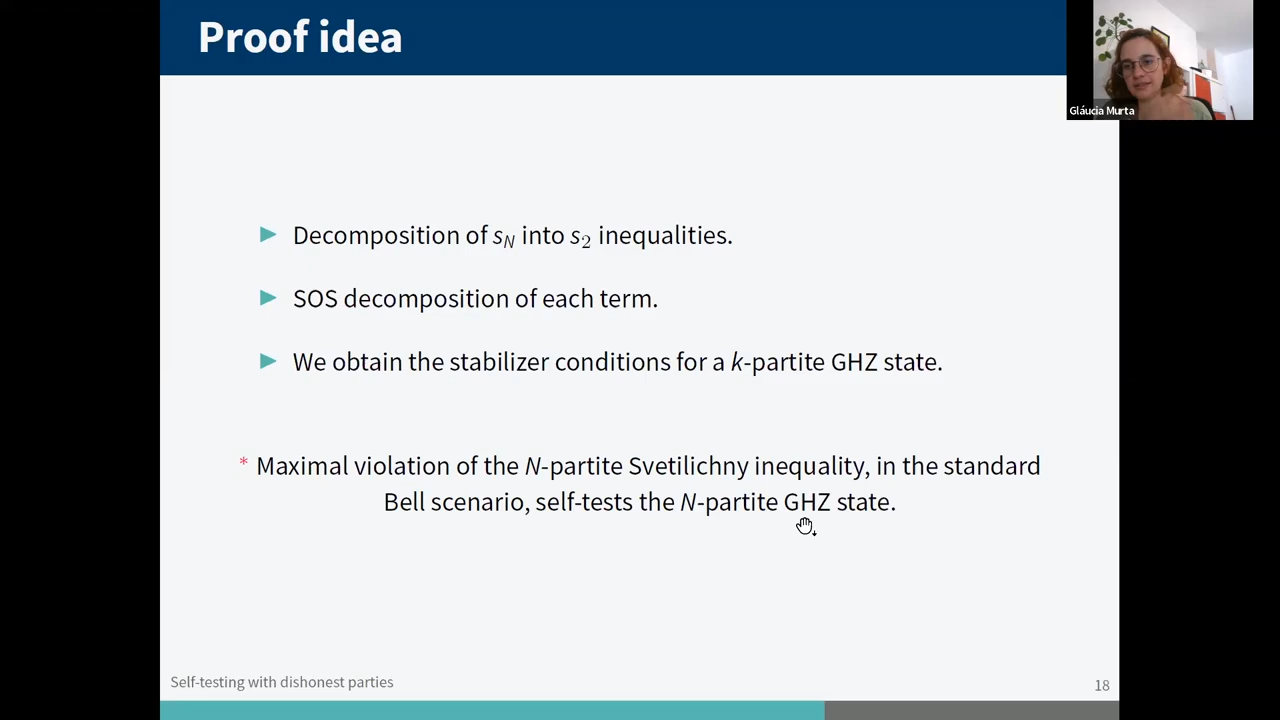 Proof idea
Gláucia Murta
► Decomposition of s_N into s_2 inequalities.
► SOS decomposition of each term.
► We obtain the stabilizer conditions for a k-partite GHZ state.
* Maximal violation of the N-partite Svetilichny inequality, in the standard
Bell scenario, self-tests the N-partite GHZ state.
Self-testing with dishonest parties
18